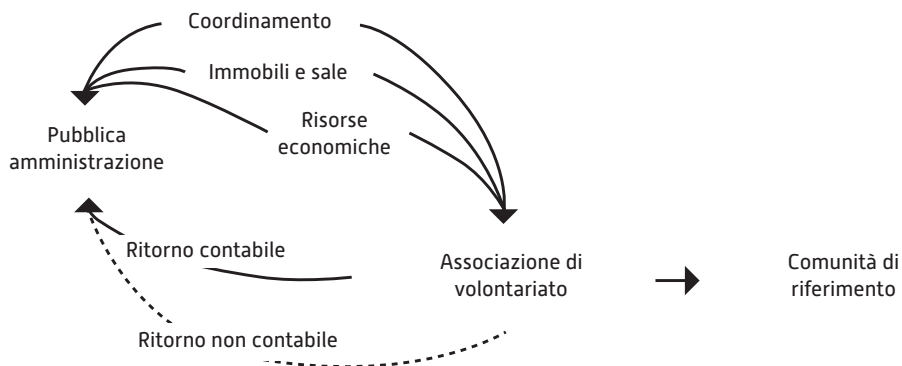 Coordinamento
Immobili e sale
Risorse
economiche
Pubblica
amministrazione
Ritorno contabile
Associazione di
volontariato
Comunità di
riferimento
Ritorno non contabile